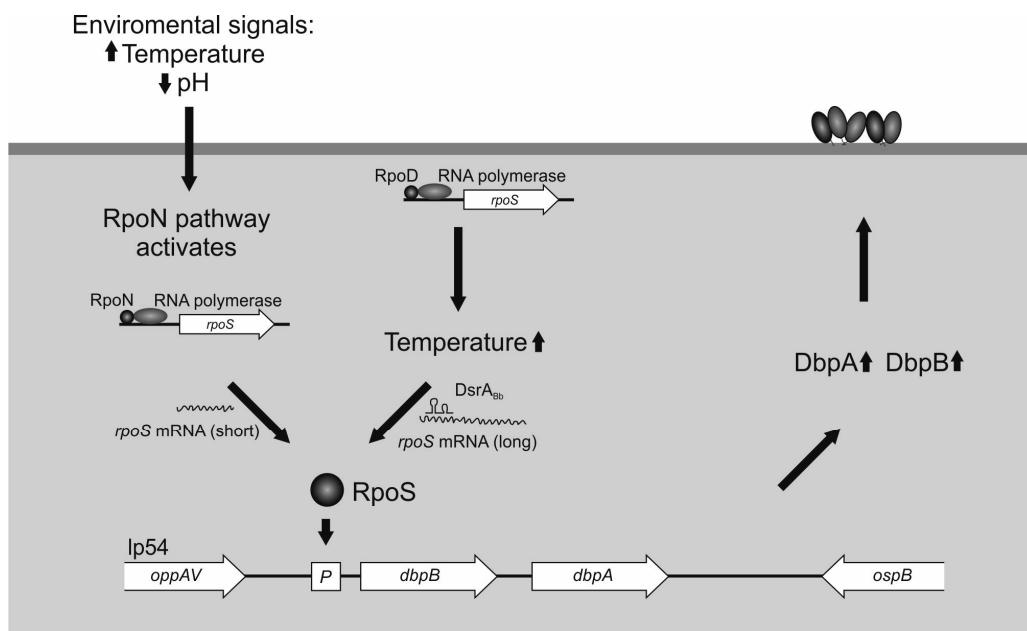 Enviromental signals:
Temperature
pH
RpoN pathway
activates
RpoN RNA polymerase
rpoS
RpoD RNA polymerase
rpoS
Temperature
DsrABb
rpoS mRNA (short)
rpoS mRNA (long)
RpoS
DbpA DbpB
lp54
oppAV P dbpB dbpA ospB